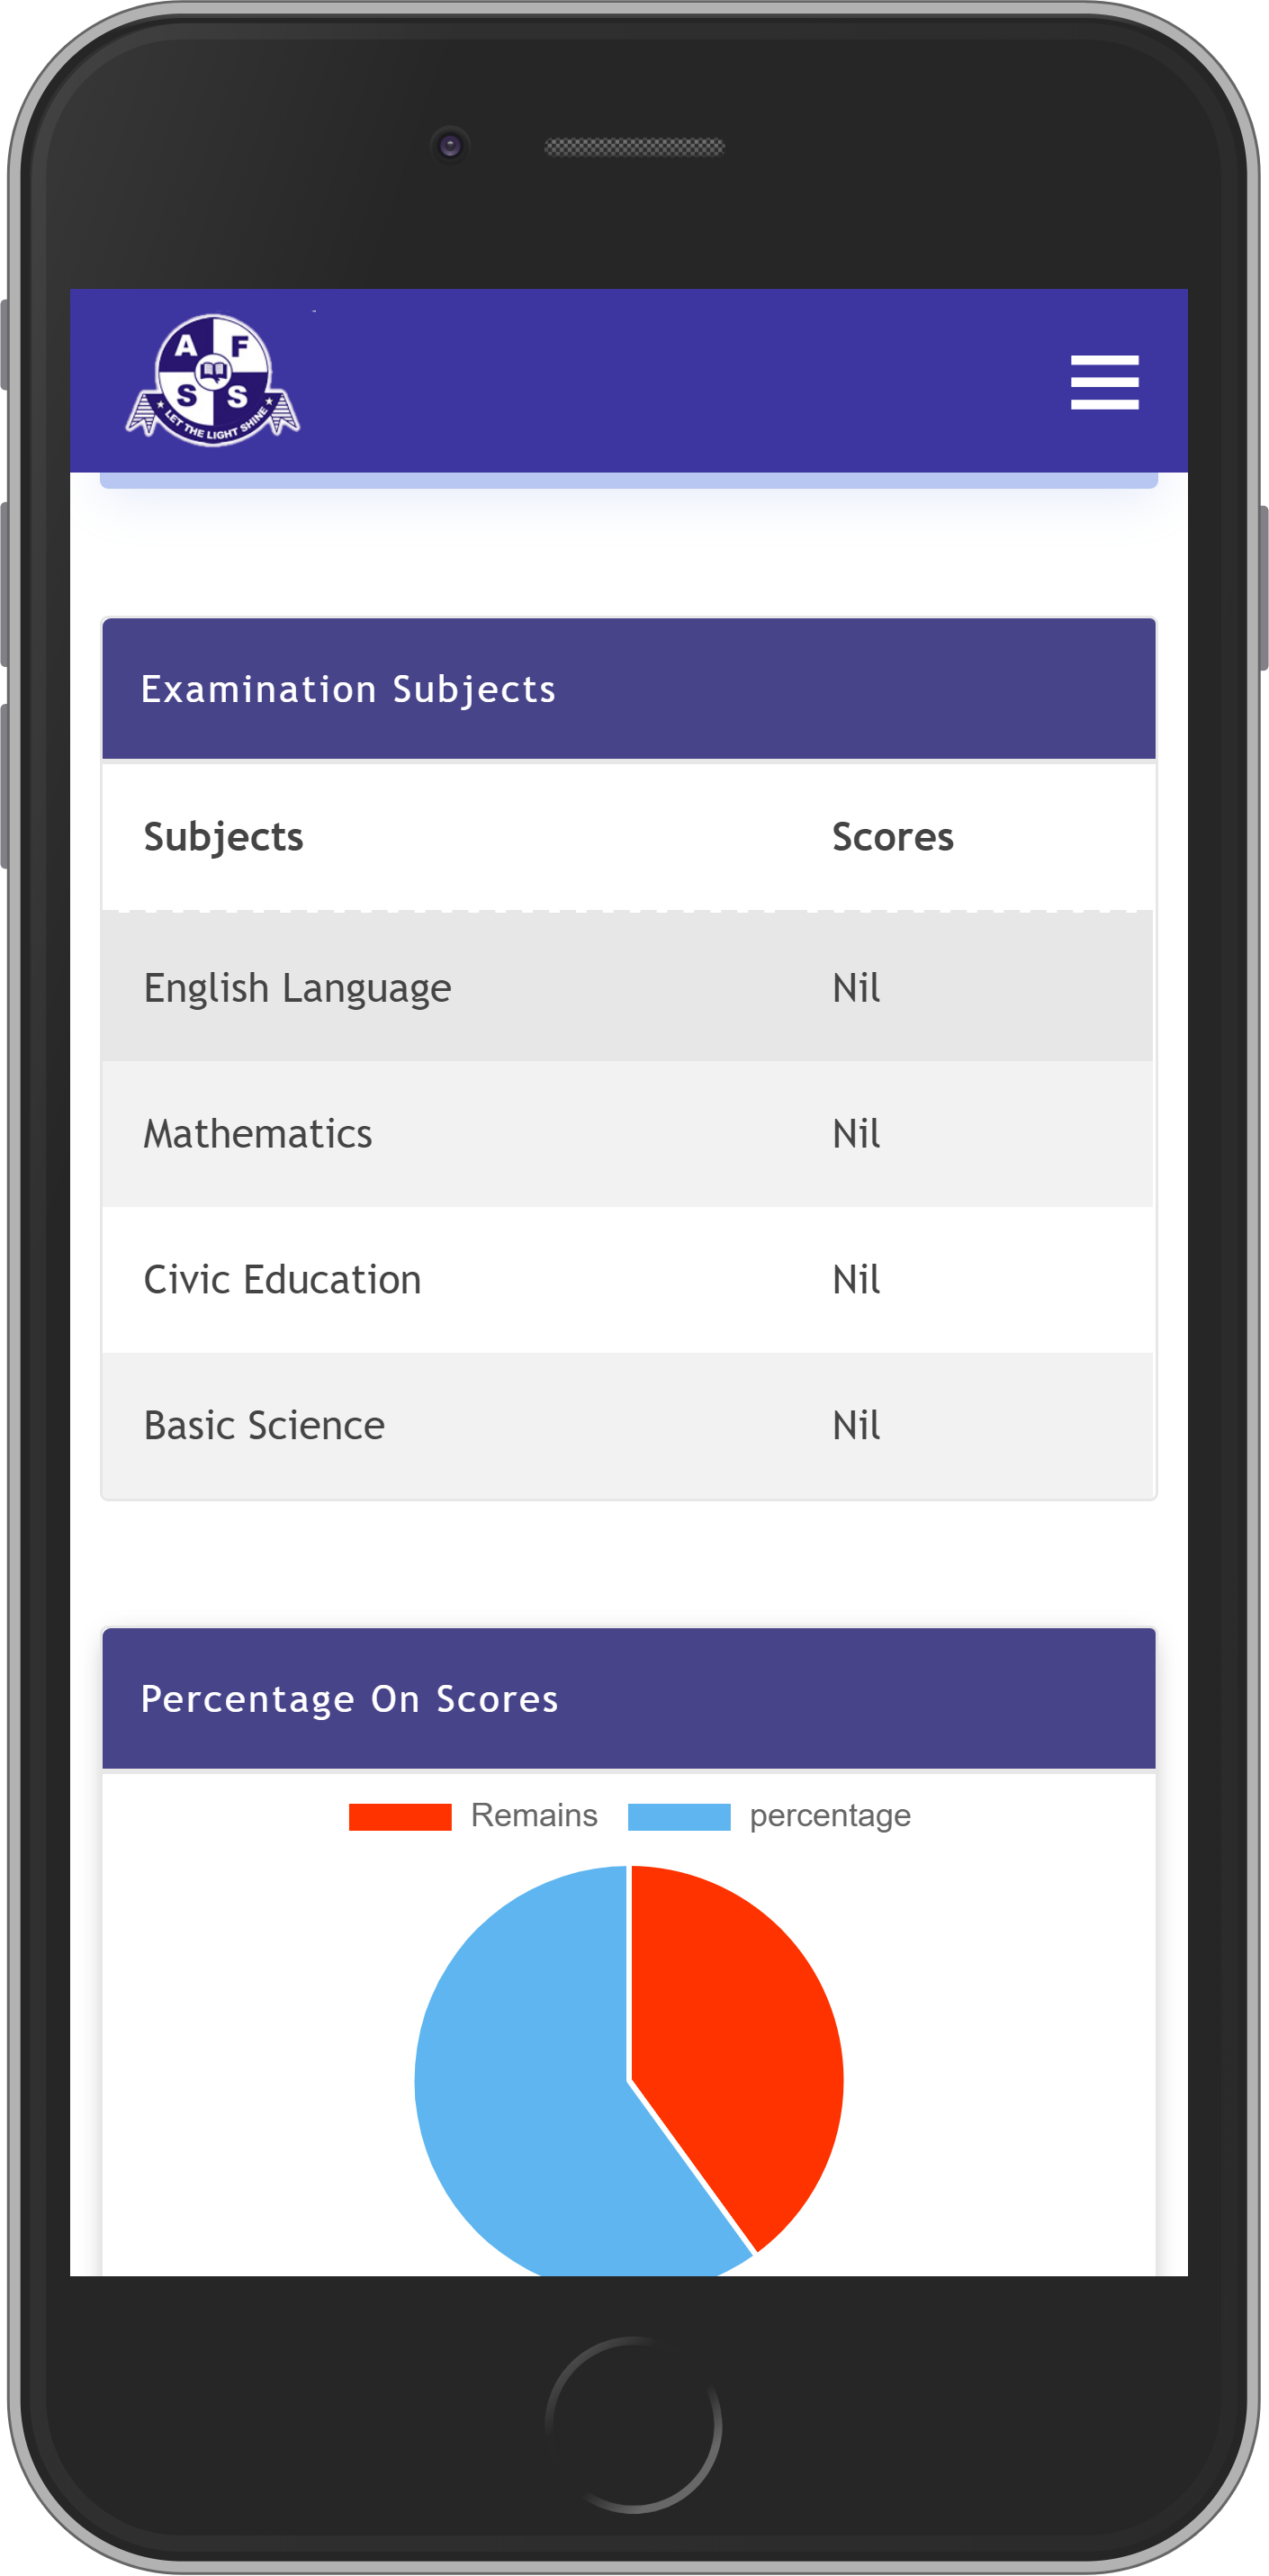 A F
S S
LET THE LIGHT SHINE
Examination Subjects
Subjects Scores
English Language Nil
Mathematics Nil
Civic Education Nil
Basic Science Nil
Percentage On Scores
Remains percentage